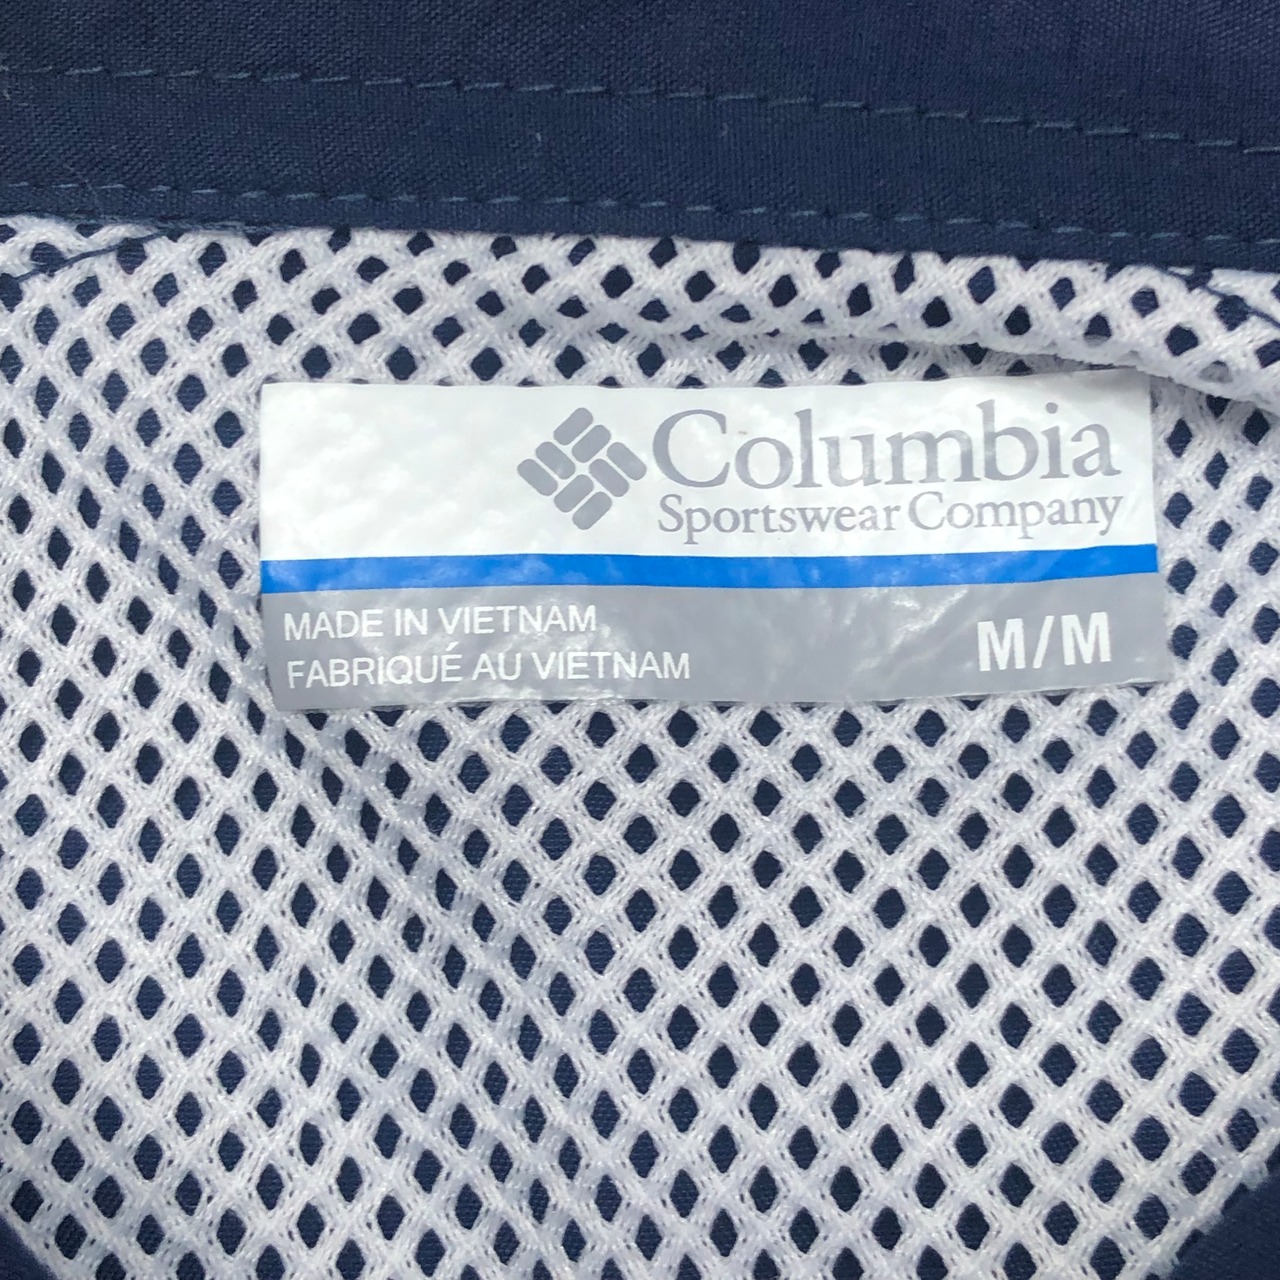 Columbia
Sportswear Company
MADE IN VIETNAM
FABRIQUÉ AU VIETNAM
M/M